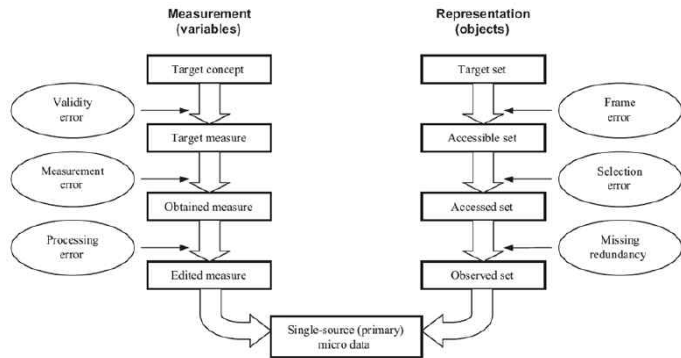 Measurement
(variables)
Representation
(objects)
Target concept
Target set
Validity
error
Frame
error
Target measure
Accessible set
Measurement
error
Selection
error
Obtained measure
Accessed set
Processing
error
Missing
redundancy
Edited measure
Observed set
Single-source (primary)
micro data